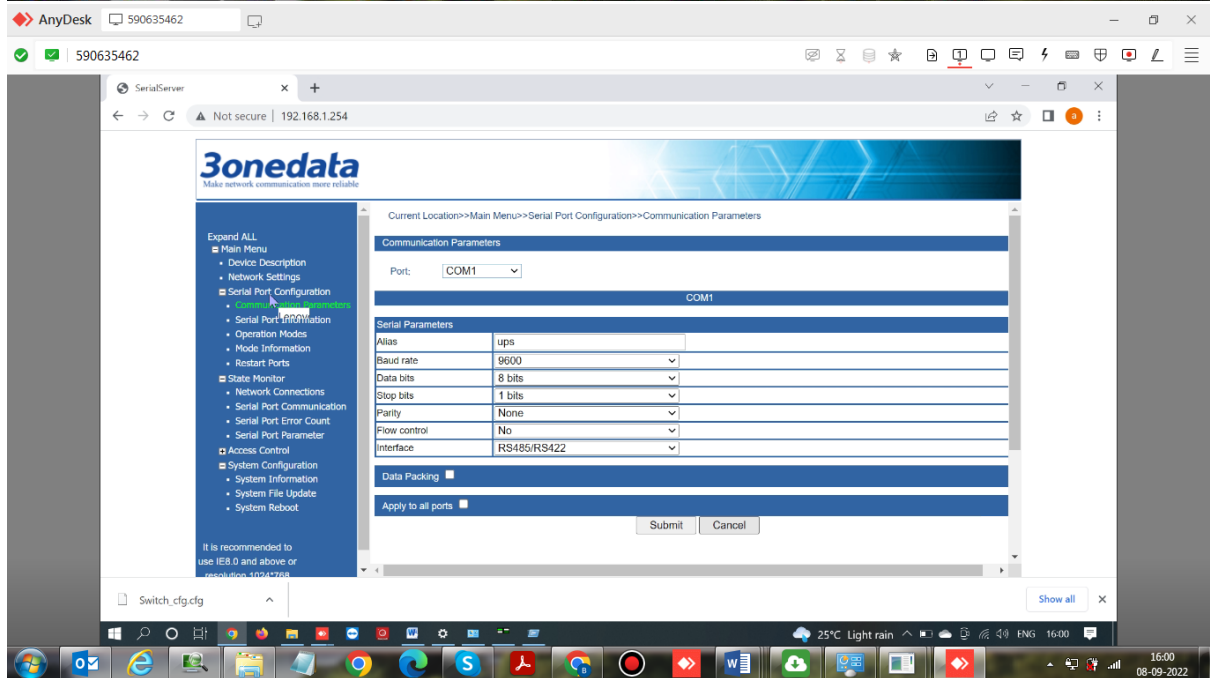 AnyDesk 590635462
590635462
SerialServer
Not secure 192.168.1.254
3onedata
Make network communication more reliable
Expand ALL
Main Menu
Device Description
Network Settings
Serial Port Configuration
Communication Parameters
Serial Port Information
Operation Modes
Mode Information
Restart Ports
State Monitor
Network Connections
Serial Port Communication
Serial Port Error Count
Serial Port Parameter
Access Control
System Configuration
System Information
System File Update
System Reboot
It is recommended to
use IE8.0 and above or
resolution 1024*768
Current Location>>Main Menu>>Serial Port Configuration>>Communication Parameters
Communication Parameters
Port: COM1
COM1
Serial Parameters
Alias ups
Baud rate 9600
Data bits 8 bits
Stop bits 1 bits
Parity None
Flow control No
Interface RS485/RS422
Data Packing
Apply to all ports
Submit Cancel
Switch_cfg.cfg
Show all
25°C Light rain ENG 16:00
16:00
08-09-2022